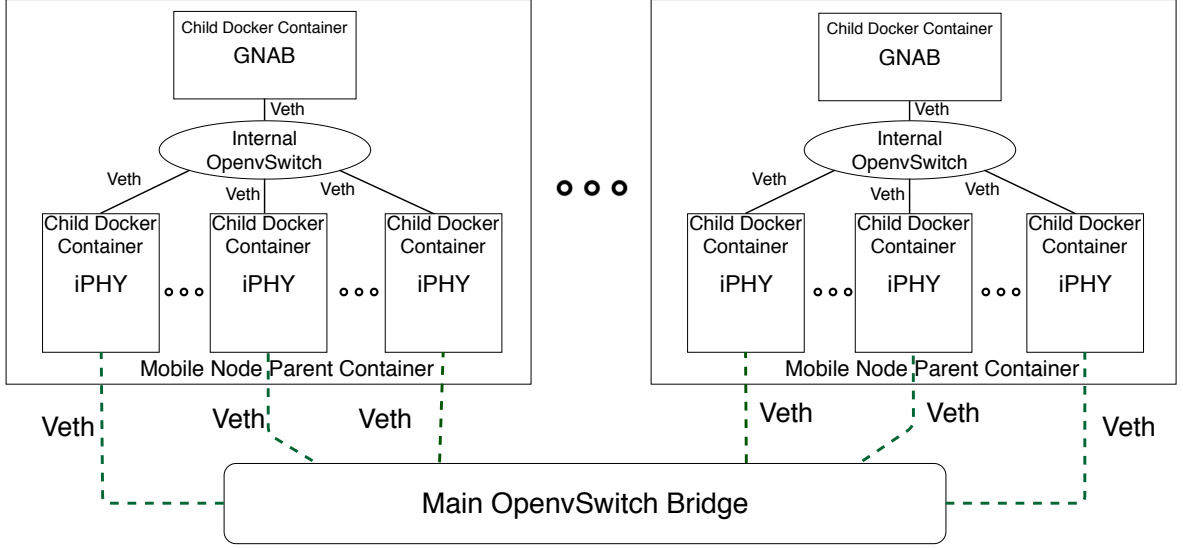 Child Docker Container
GNAB
Veth
Internal
OpenvSwitch
Veth
Veth
Veth
Child Docker
Container
iPHY
Child Docker
Container
iPHY
Child Docker
Container
iPHY
Mobile Node Parent Container
Child Docker Container
GNAB
Veth
Internal
OpenvSwitch
Veth
Veth
Veth
Child Docker
Container
iPHY
Child Docker
Container
iPHY
Child Docker
Container
iPHY
Mobile Node Parent Container
Veth
Veth
Veth
Veth
Veth
Veth
Main OpenvSwitch Bridge